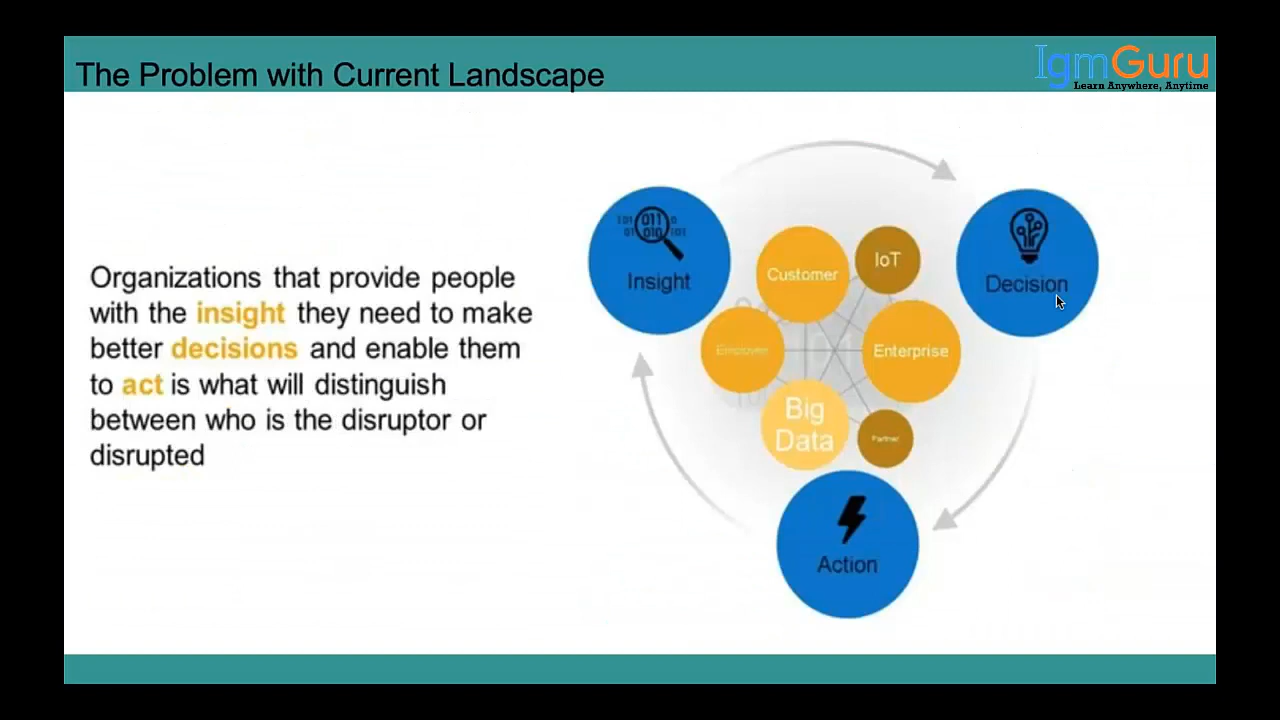 The Problem with Current Landscape
IgmGuru
Learn Anywhere, Anytime
Organizations that provide people
with the insight they need to make
better decisions and enable them
to act is what will distinguish
between who is the disruptor or
disrupted
Insight
Decision
Customer
IoT
Employee
Enterprise
Big
Data
Partner
Action